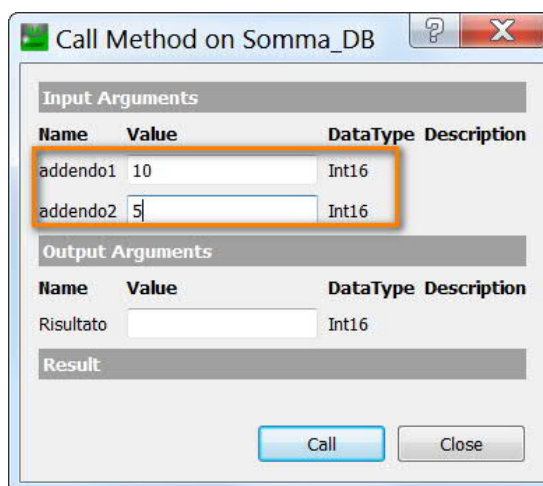 Call Method on Somma_DB
Input Arguments
Name Value DataType Description
addendo1 10 Int16
addendo2 5 Int16
Output Arguments
Name Value DataType Description
Risultato Int16
Result
Call Close